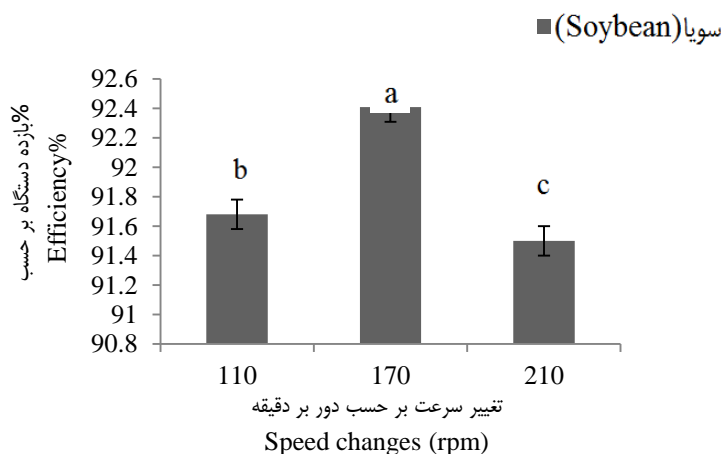 سویا(Soybean)
بازده دستگاه بر حسب%
Efficiency%
92.6
92.4
92.2
92
91.8
91.6
91.4
91.2
91
90.8
b
a
c
110 170 210
تغییر سرعت بر حسب دور بر دقیقه
Speed changes (rpm)